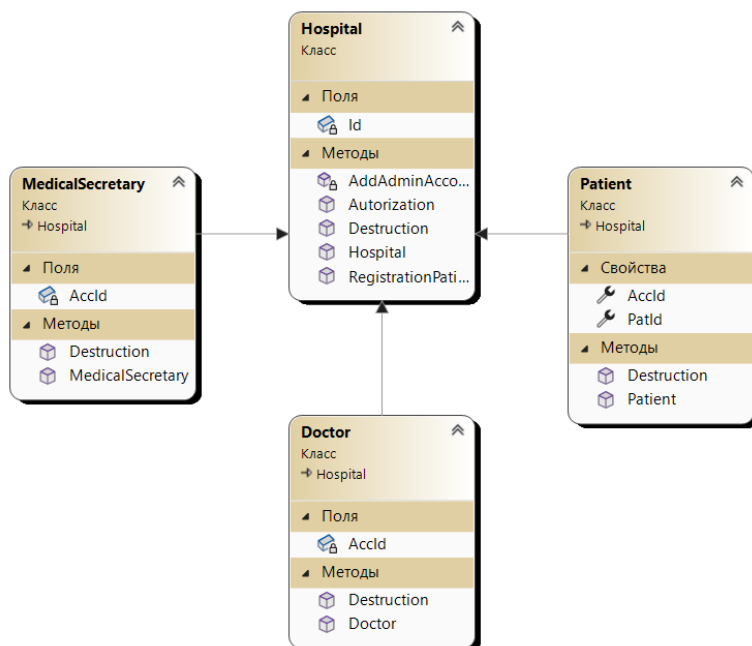 Hospital
Класс
Поля
Id
Методы
AddAdminAcco...
Autorization
Destruction
Hospital
RegistrationPati...
MedicalSecretary
Класс
Hospital
Поля
AccId
Методы
Destruction
MedicalSecretary
Patient
Класс
Hospital
Свойства
AccId
PatId
Методы
Destruction
Patient
Doctor
Класс
Hospital
Поля
AccId
Методы
Destruction
Doctor